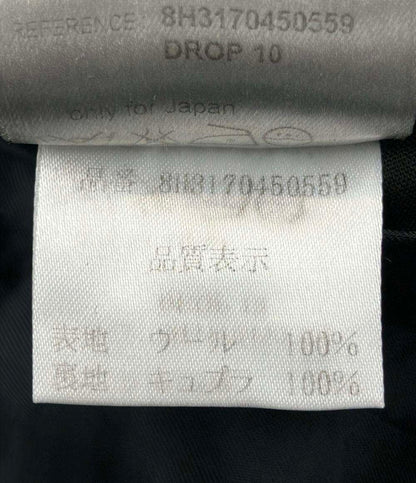 REFERENCE: 8H3170450559
DROP 10
only for Japan
品番 8H3170450559
品質表示
表地 ウール 100%
裏地 キュプラ 100%